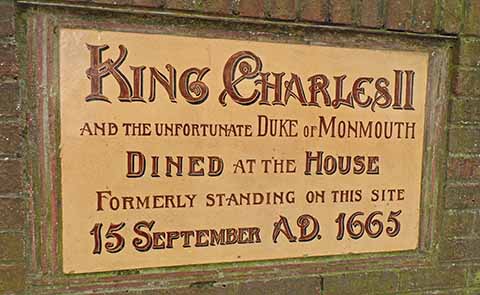 King Charles II
and the unfortunate Duke of Monmouth
Dined at the House
Formerly standing on this site
15 September A.D. 1665